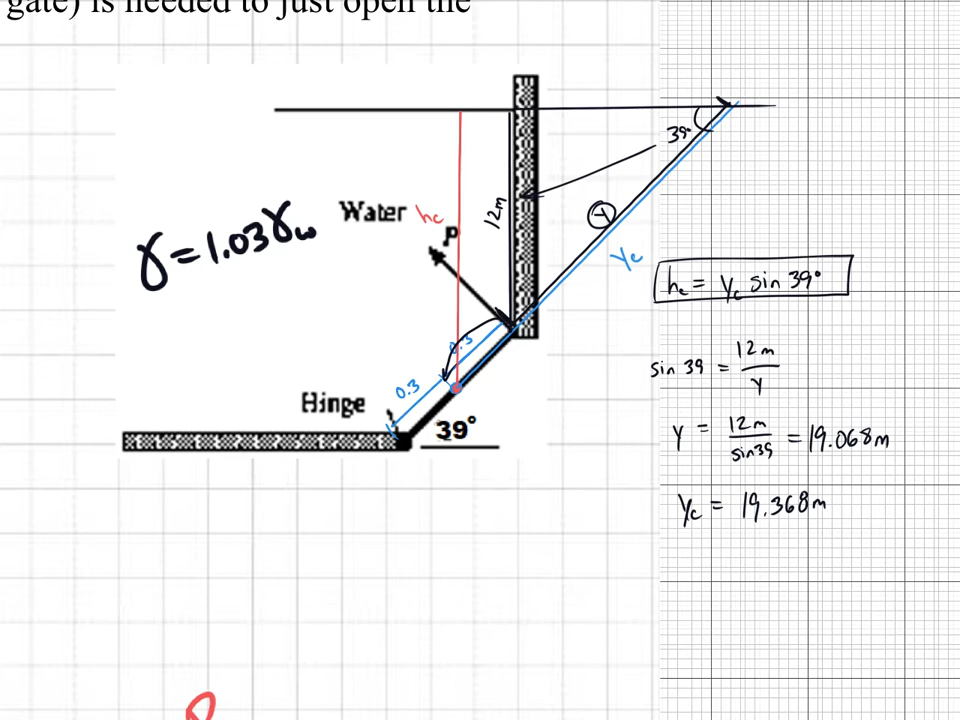 gate) is needed to just open the
39°
Water
hc
12m
P
γ = 1.03γw
Y
Yc
hc = Yc sin 39°
0.3
0.3
sin 39 = 12m / Y
Hinge
39°
Y = 12m / sin39 = 19.068m
Yc = 19.368m